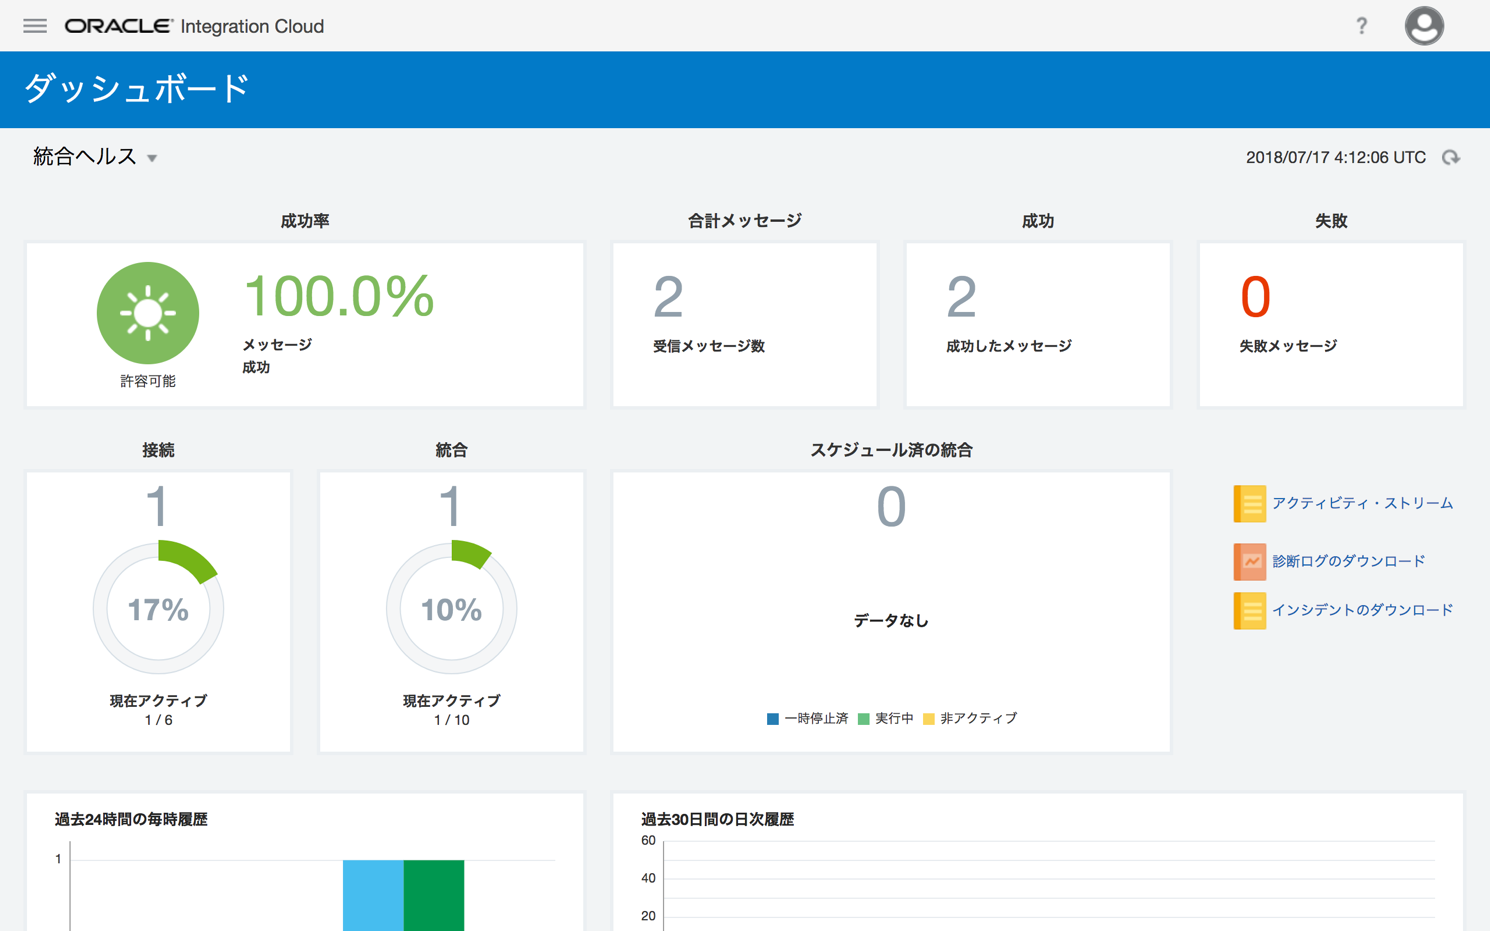 ORACLE Integration Cloud
?
ダッシュボード
統合ヘルス
2018/07/17 4:12:06 UTC
成功率
合計メッセージ
成功
失敗
100.0%
メッセージ
成功
許容可能
2
受信メッセージ数
2
成功したメッセージ
0
失敗メッセージ
接続
統合
スケジュール済の統合
1
17%
現在アクティブ
1 / 6
1
10%
現在アクティブ
1 / 10
0
データなし
一時停止済 実行中 非アクティブ
アクティビティ・ストリーム
診断ログのダウンロード
インシデントのダウンロード
過去24時間の毎時履歴
1
過去30日間の日次履歴
60
40
20